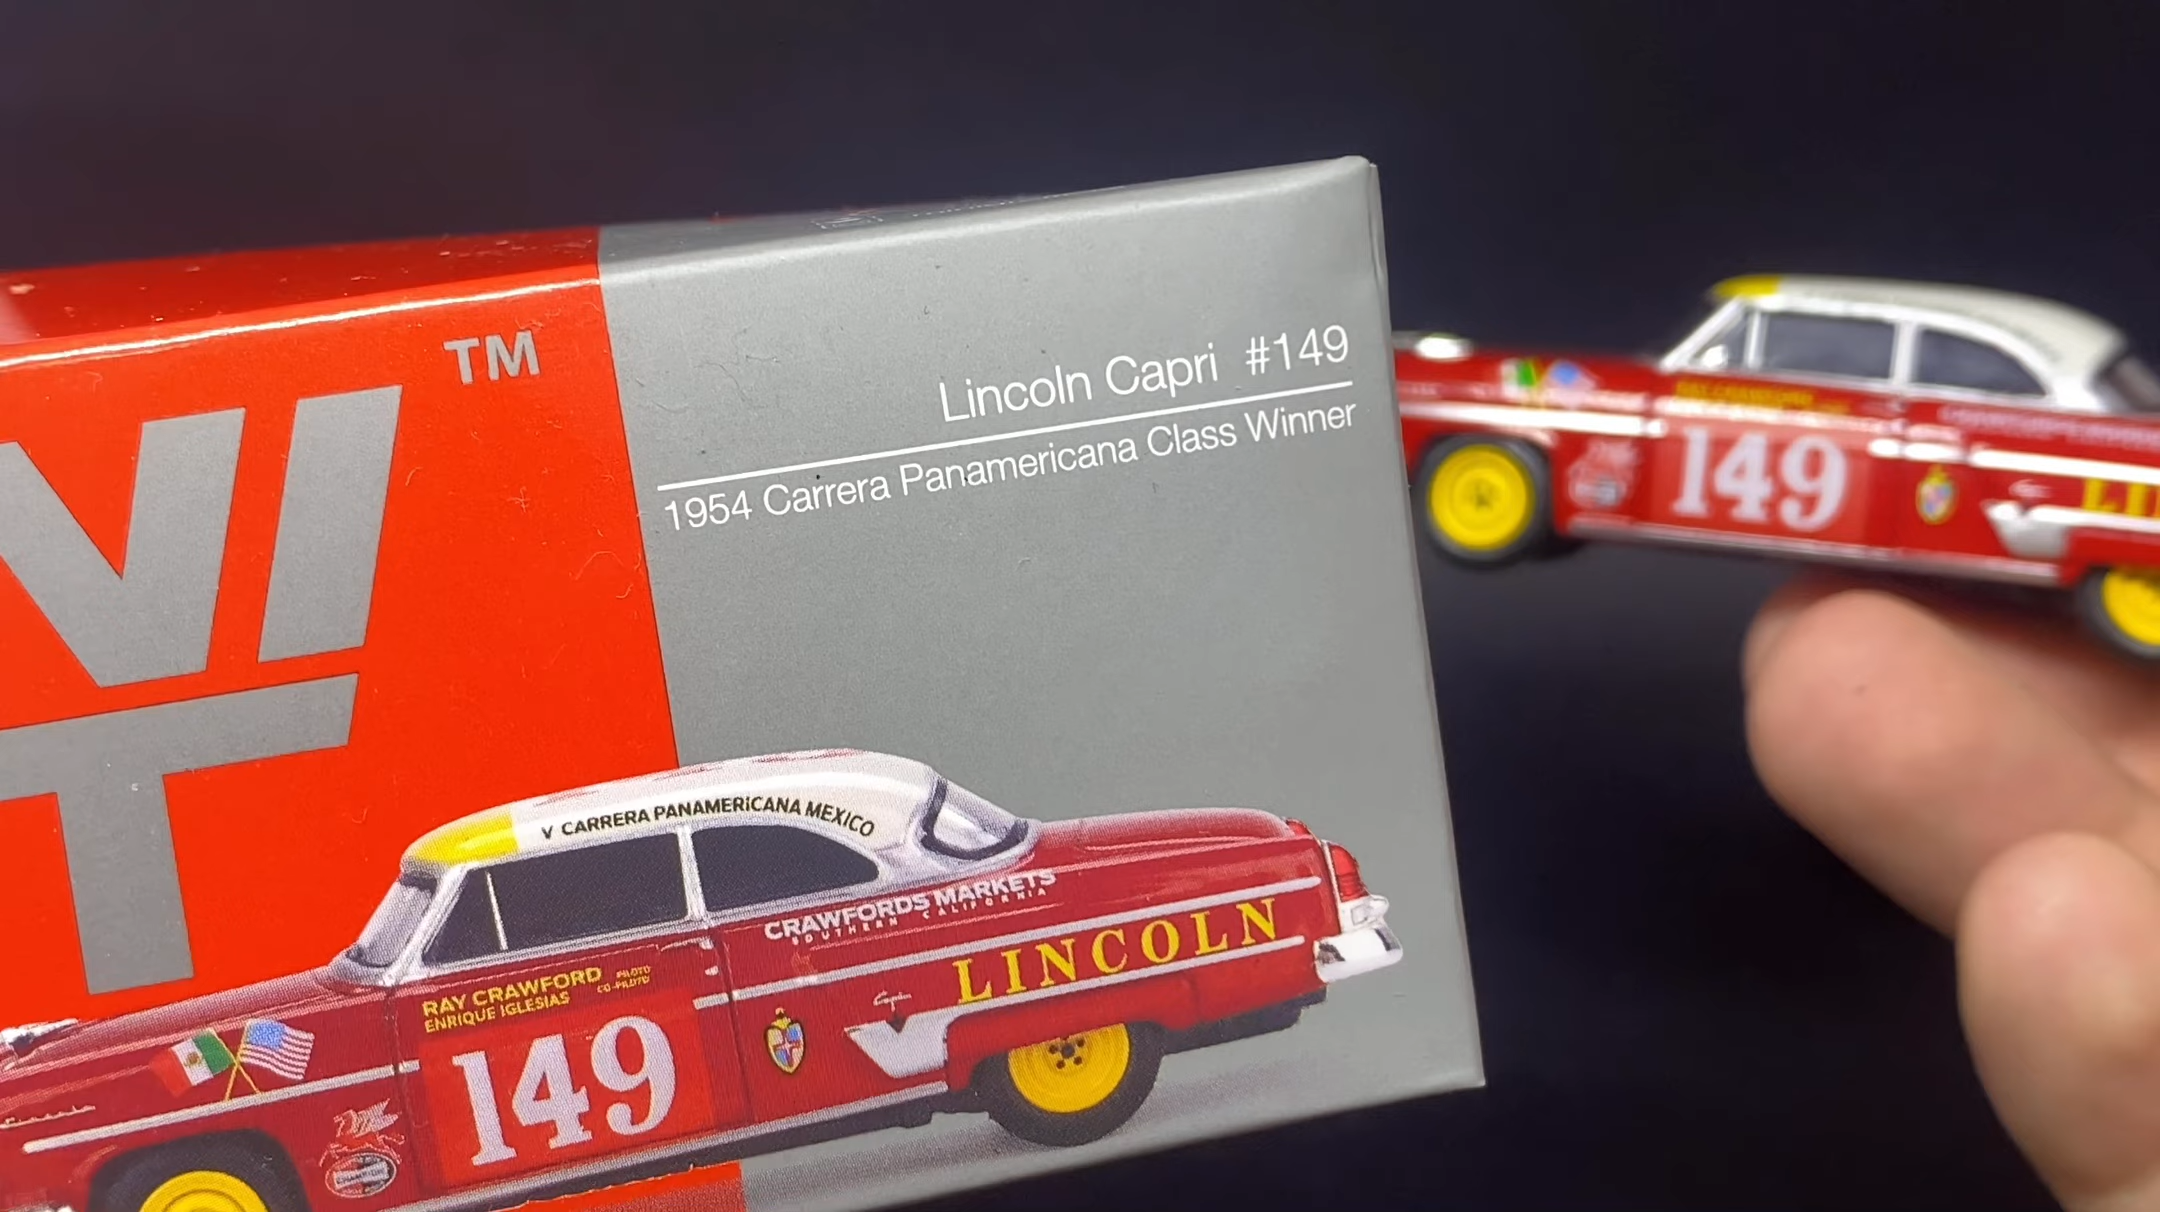 TM
Lincoln Capri #149
1954 Carrera Panamericana Class Winner
V CARRERA PANAMERiCANA MEXICO
CRAWFORDS MARKETS
SOUTHERN CALIFORNIA
LINCOLN
RAY CRAWFORD PILOTO
ENRIQUE IGLESIAS CO-PILOTO
Capri
149
149